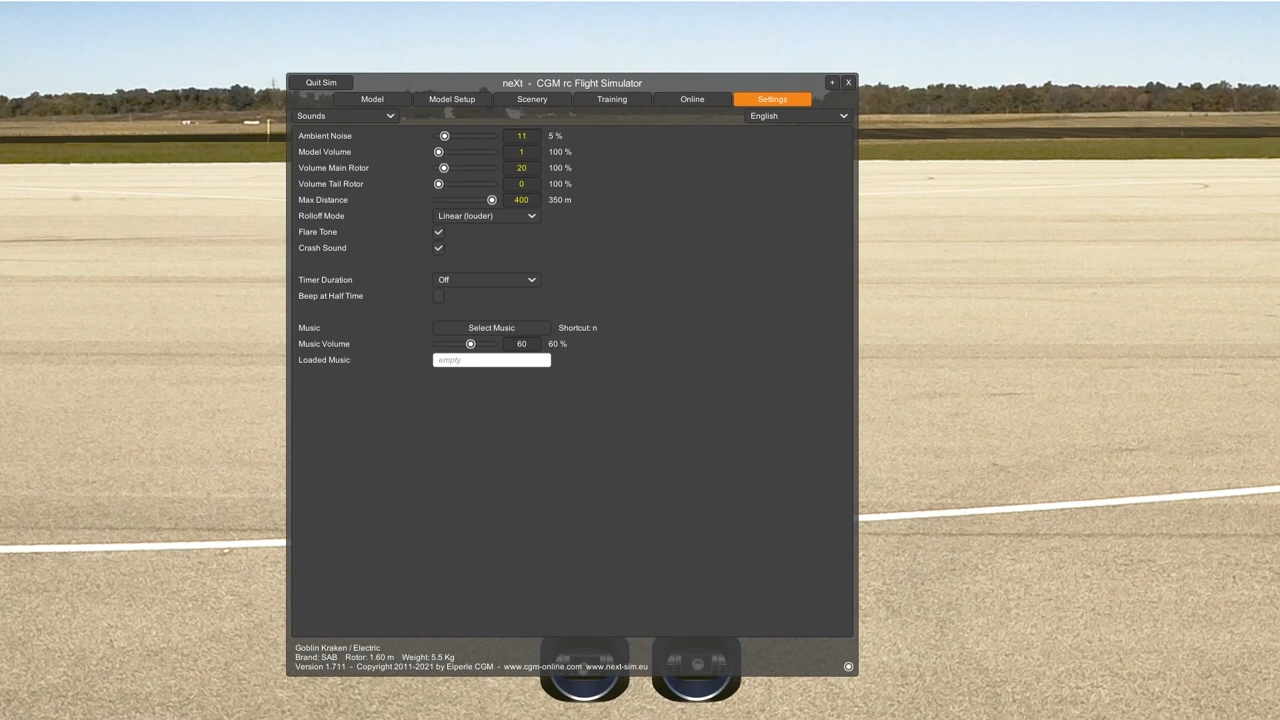 Quit Sim
neXt - CGM rc Flight Simulator
+ X
Model Model Setup Scenery Training Online Settings
Sounds English
Ambient Noise 11 5 %
Model Volume 1 100 %
Volume Main Rotor 20 100 %
Volume Tail Rotor 0 100 %
Max Distance 400 350 m
Rolloff Mode Linear (louder)
Flare Tone
Crash Sound
Timer Duration Off
Beep at Half Time
Music Select Music Shortcut: n
Music Volume 60 60 %
Loaded Music empty
Goblin Kraken / Electric
Brand: SAB Rotor: 1.60 m Weight: 5.5 Kg
Version 1.711 - Copyright 2011-2021 by Eiperle CGM - www.cgm-online.com www.next-sim.eu